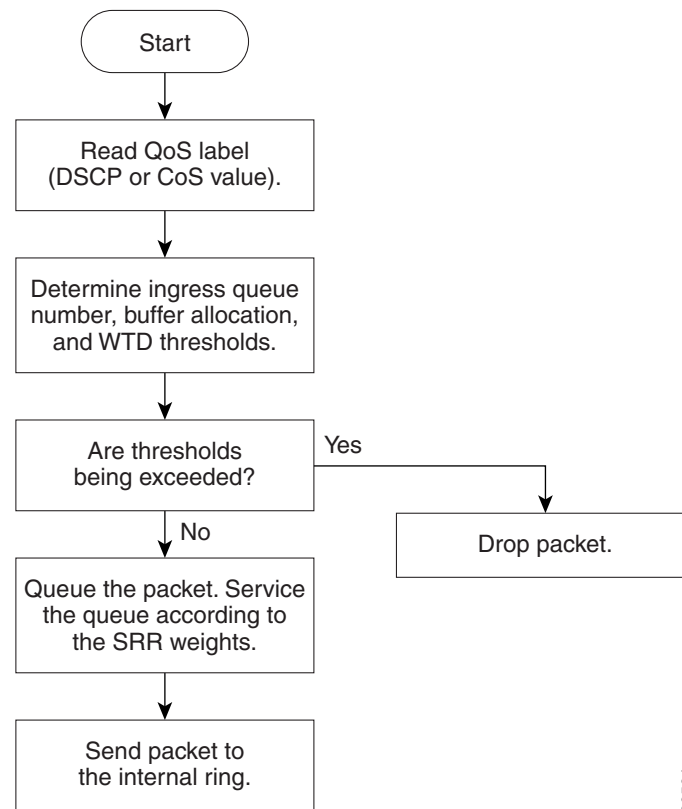 Start
Read QoS label
(DSCP or CoS value).
Determine ingress queue
number, buffer allocation,
and WTD thresholds.
Are thresholds
being exceeded?
Yes
No
Drop packet.
Queue the packet. Service
the queue according to
the SRR weights.
Send packet to
the internal ring.